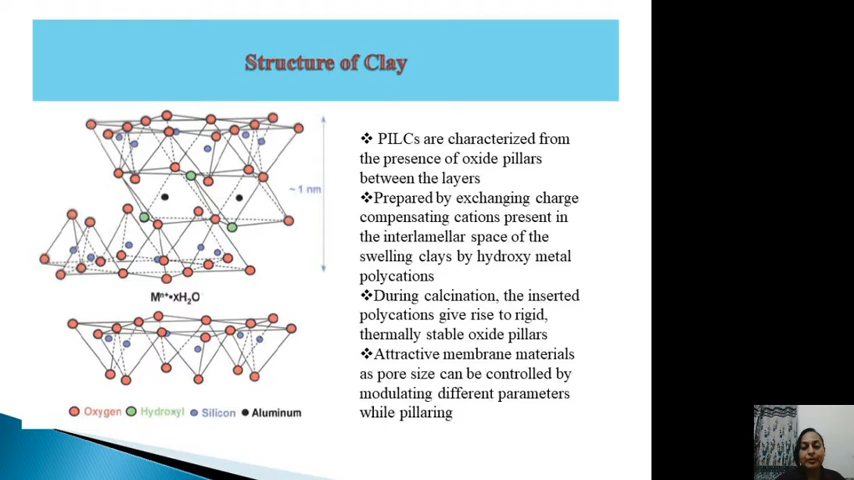 Structure of Clay
~ 1 nm
Mⁿ⁺•xH₂O
Oxygen Hydroxyl Silicon Aluminum
❖ PILCs are characterized from
the presence of oxide pillars
between the layers
❖Prepared by exchanging charge
compensating cations present in
the interlamellar space of the
swelling clays by hydroxy metal
polycations
❖During calcination, the inserted
polycations give rise to rigid,
thermally stable oxide pillars
❖Attractive membrane materials
as pore size can be controlled by
modulating different parameters
while pillaring